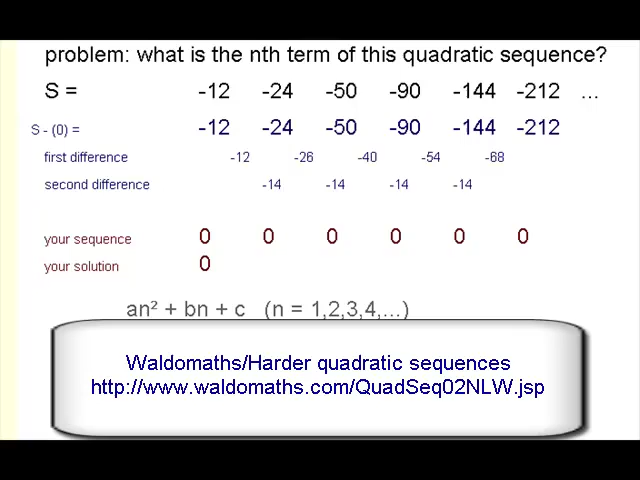 problem: what is the nth term of this quadratic sequence?
S = -12 -24 -50 -90 -144 -212 ...
S - (0) = -12 -24 -50 -90 -144 -212
first difference -12 -26 -40 -54 -68
second difference -14 -14 -14 -14
your sequence 0 0 0 0 0 0
your solution 0
an² + bn + c (n = 1,2,3,4,...)
Waldomaths/Harder quadratic sequences
http://www.waldomaths.com/QuadSeq02NLW.jsp